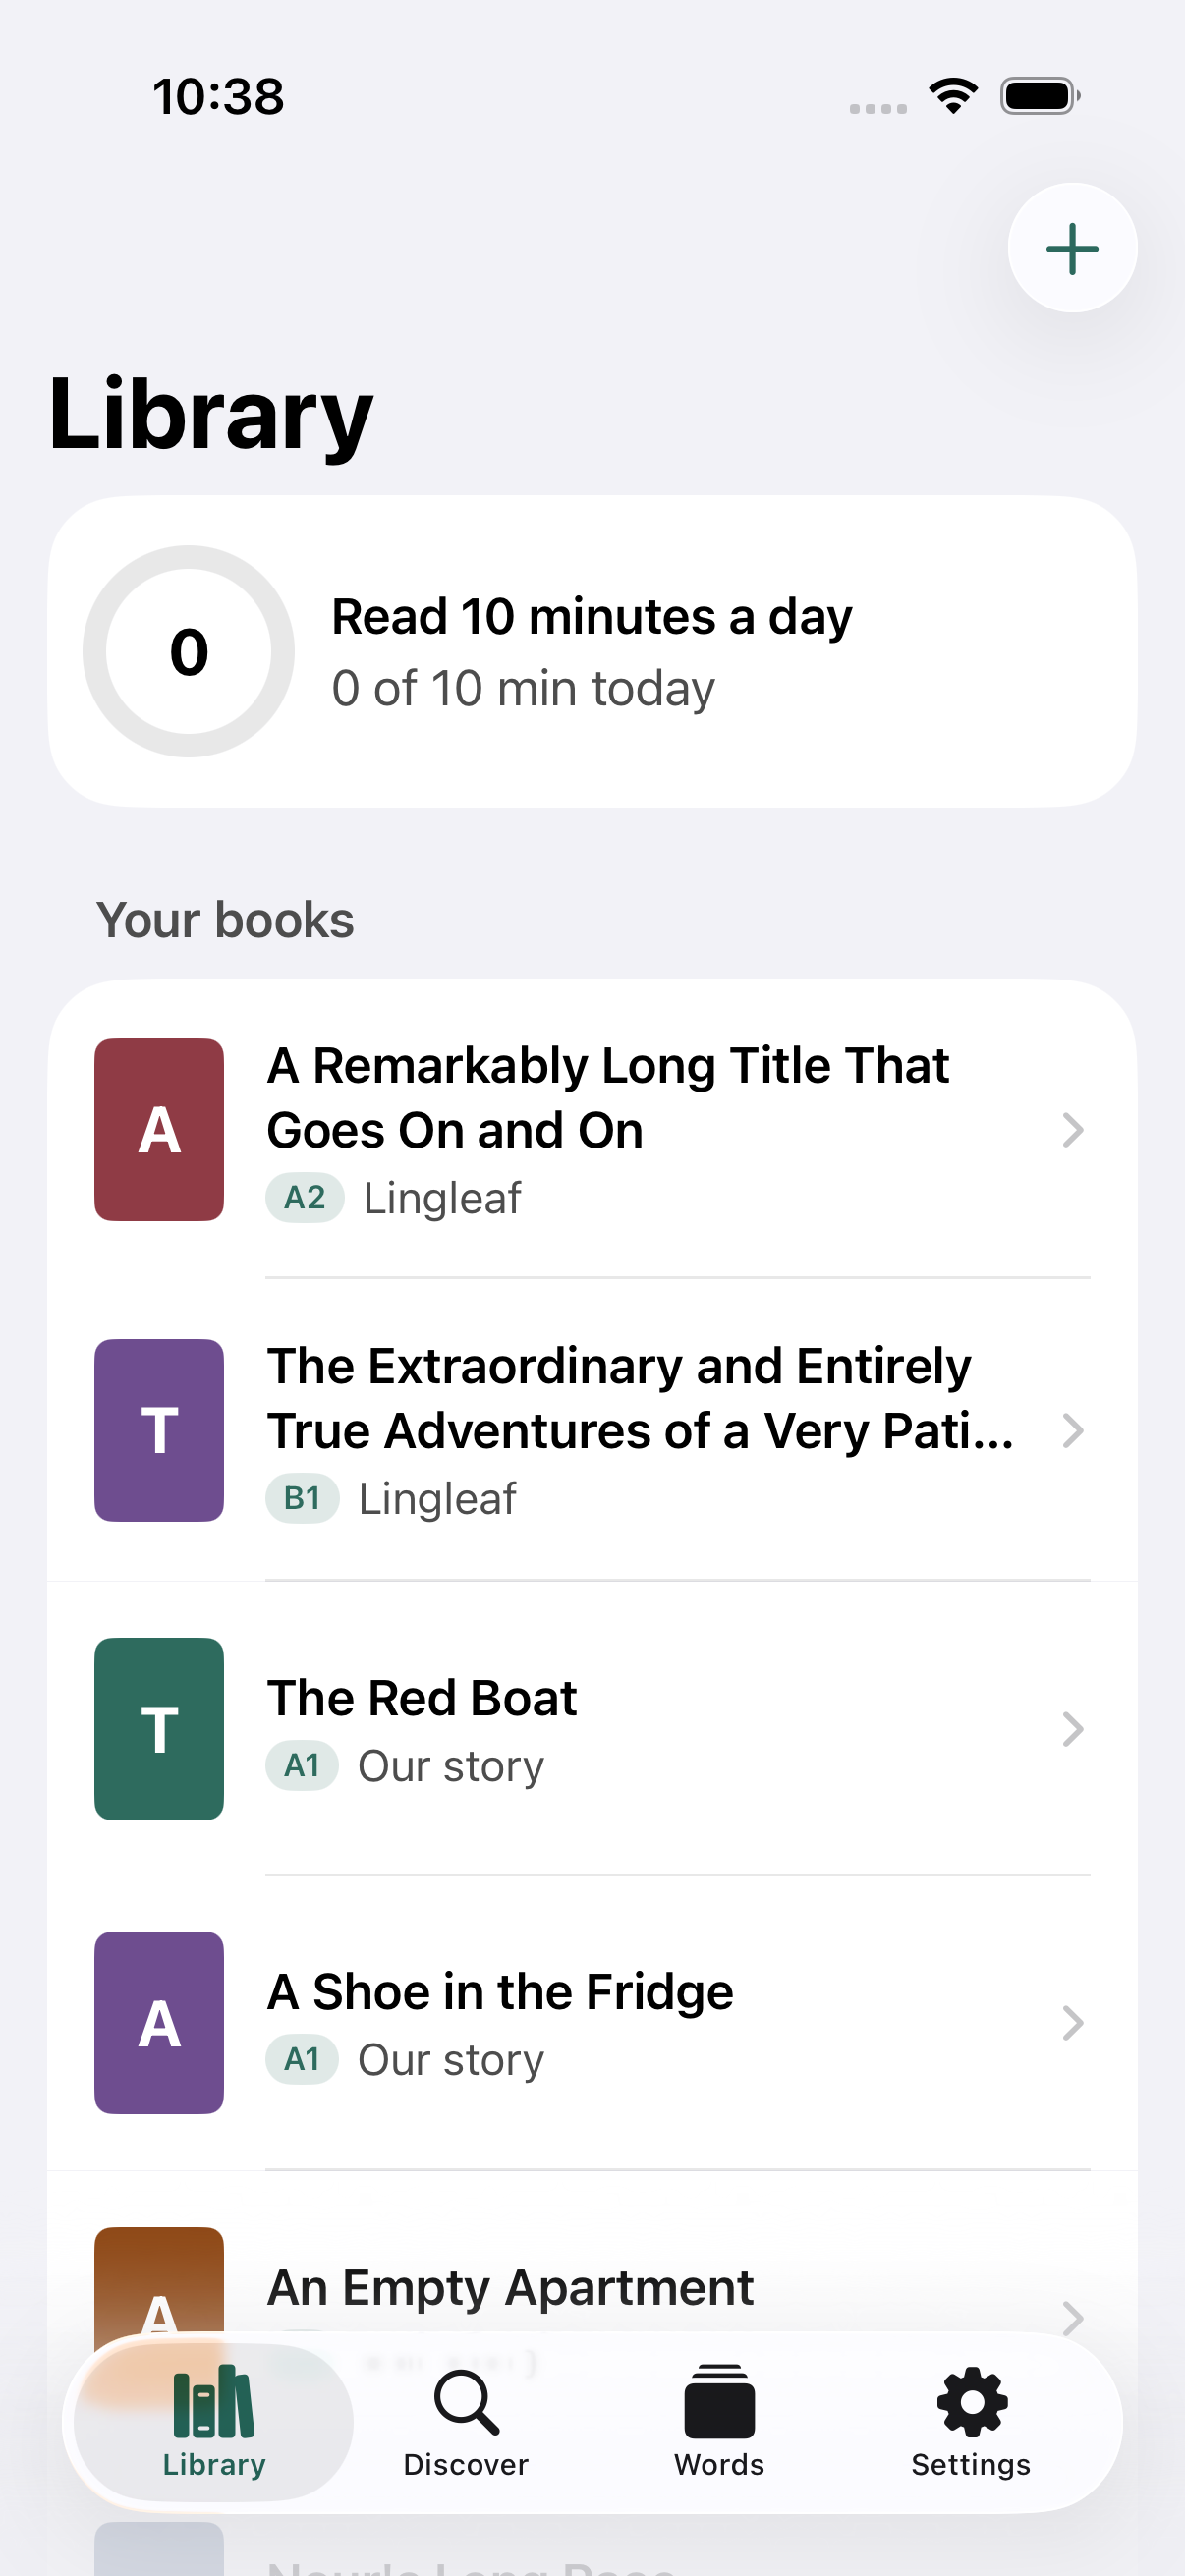 10:38
Library
0
Read 10 minutes a day
0 of 10 min today
Your books
A
A Remarkably Long Title That
Goes On and On
A2 Lingleaf
T
The Extraordinary and Entirely
True Adventures of a Very Pati...
B1 Lingleaf
T
The Red Boat
A1 Our story
A
A Shoe in the Fridge
A1 Our story
A
An Empty Apartment
Library
Discover
Words
Settings